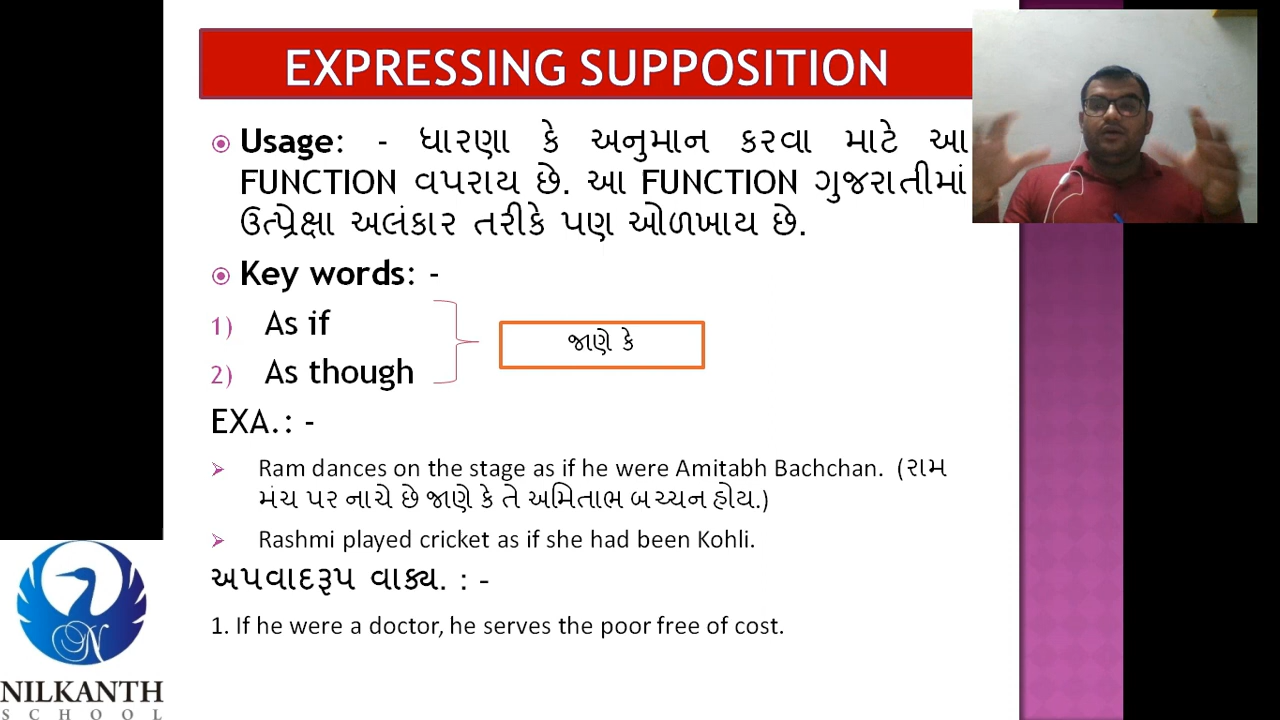 EXPRESSING SUPPOSITION
Usage: - ધારણા કે અનુમાન કરવા માટે આ
FUNCTION વપરાય છે. આ FUNCTION ગુજરાતીમાં
ઉત્પ્રેક્ષા અલંકાર તરીકે પણ ઓળખાય છે.
Key words: -
1) As if
2) As though
જાણે કે
EXA.: -
Ram dances on the stage as if he were Amitabh Bachchan. (રામ
મંચ પર નાચે છે જાણે કે તે અમિતાભ બચ્ચન હોય.)
Rashmi played cricket as if she had been Kohli.
અપવાદરૂપ વાક્ય. : -
1. If he were a doctor, he serves the poor free of cost.
N
NILKANTH
SCHOOL